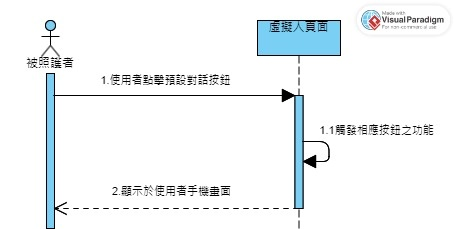 Made with
Visual Paradigm
For non-commercial use
被照護者
虛擬人頁面
1.使用者點擊預設對話按鈕
1.1觸發相應按鈕之功能
2.顯示於使用者手機畫面